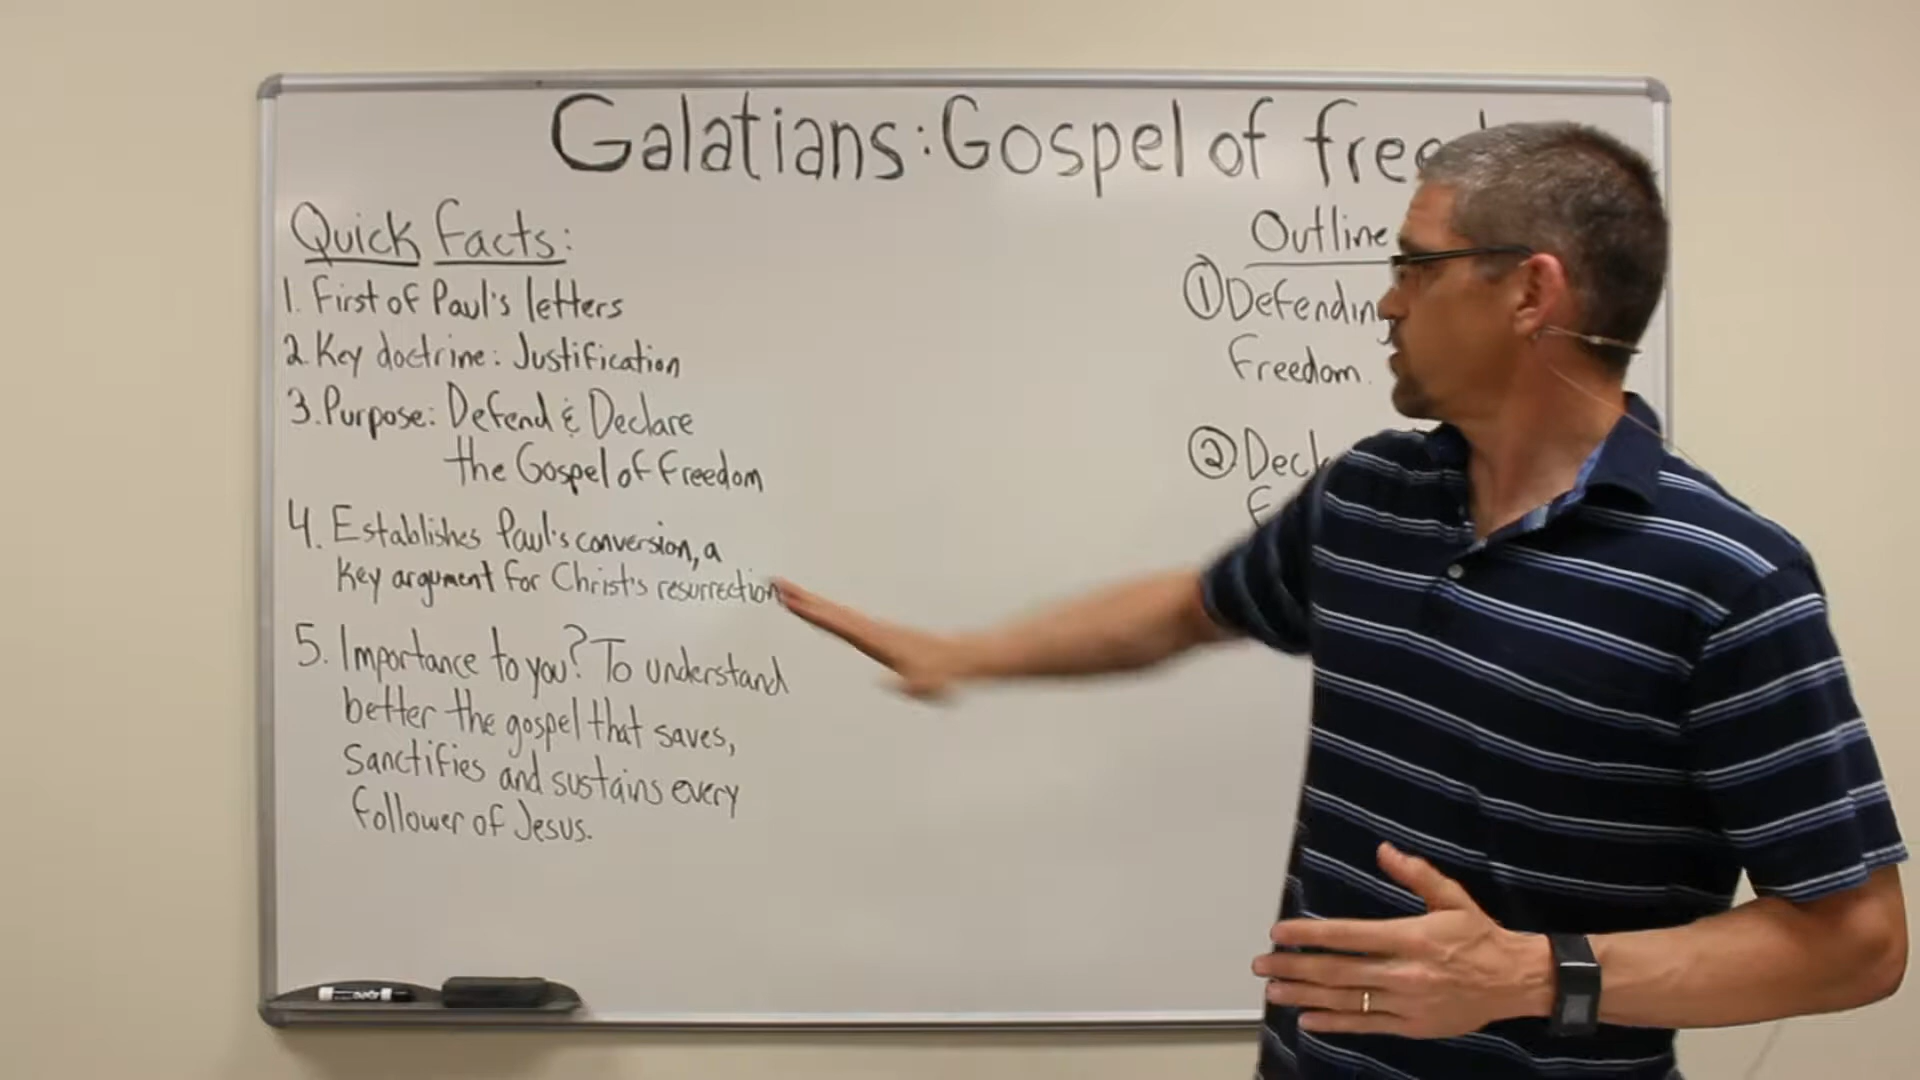 Galatians: Gospel of
Quick Facts:
1. First of Paul's letters
2. Key doctrine: Justification
3. Purpose: Defend & Declare
the Gospel of Freedom
4. Establishes Paul's conversion, a
Key argument for Christ's resurrection
5. Importance to you? To understand
better the gospel that saves,
sanctifies and sustains every
follower of Jesus.
Outline
① Defending
Freedom
②